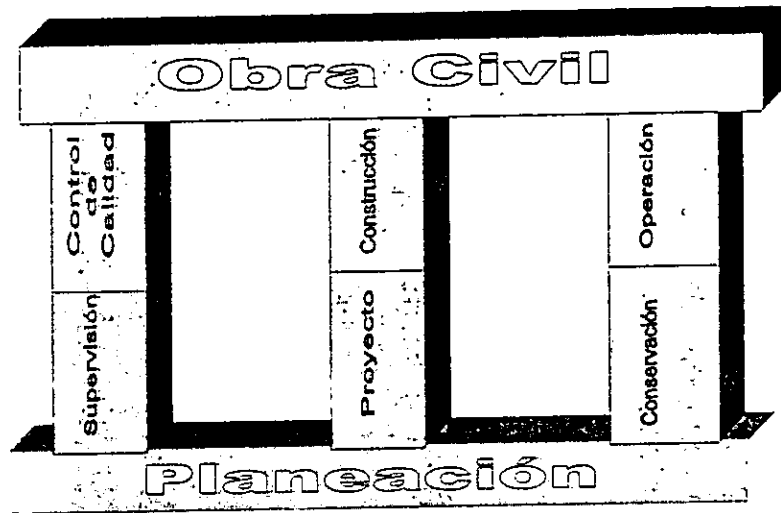 Obra Civil
Control
de
Calidad
Supervisión
Construcción
Proyecto
Operación
Conservación
Planeación